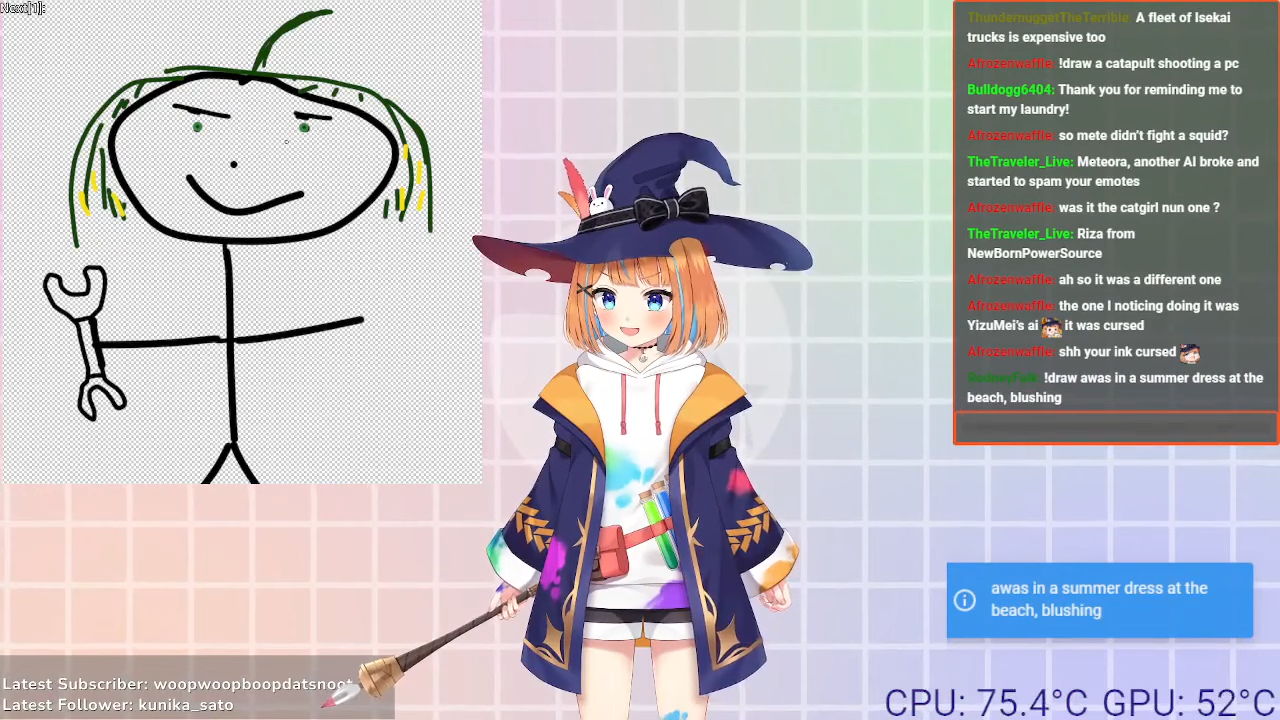 Next[1]:
ThundernuggetTheTerrible: A fleet of Isekai
trucks is expensive too
Afrozenwaffle: !draw a catapult shooting a pc
Bulldogg6404: Thank you for reminding me to
start my laundry!
Afrozenwaffle: so mete didn't fight a squid?
TheTraveler_Live: Meteora, another AI broke and
started to spam your emotes
Afrozenwaffle: was it the catgirl nun one ?
TheTraveler_Live: Riza from
NewBornPowerSource
Afrozenwaffle: ah so it was a different one
Afrozenwaffle: the one I noticing doing it was
YizuMei's ai it was cursed
Afrozenwaffle: shh your ink cursed
!draw awas in a summer dress at the
beach, blushing
awas in a summer dress at the
beach, blushing
Latest Subscriber: woopwoopboopdatsnoot
Latest Follower: kunika_sato
CPU: 75.4°C GPU: 52°C